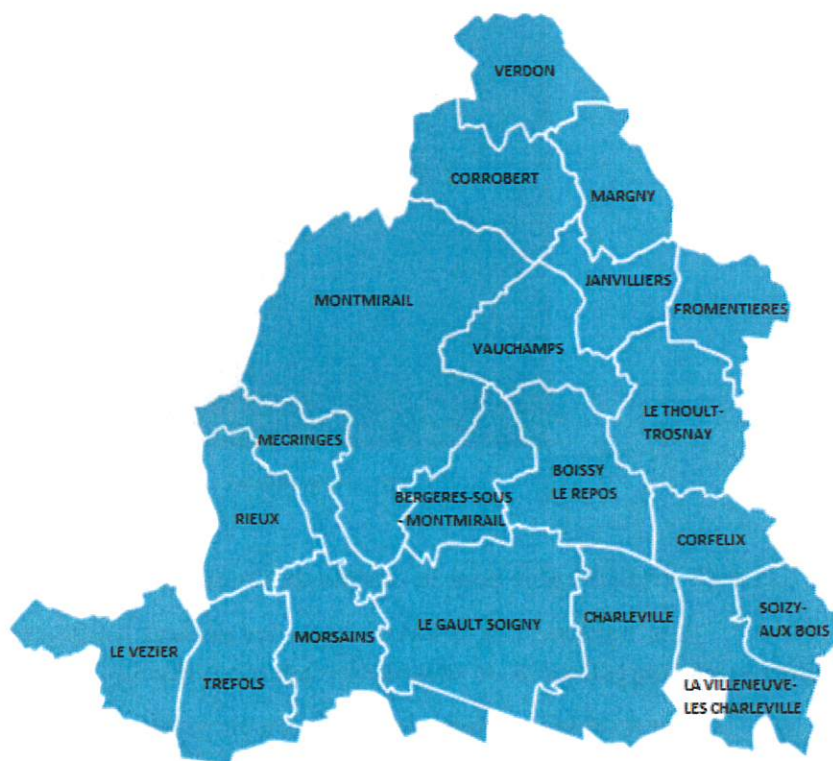 VERDON
CORROBERT
MARGNY
JANVILLIERS
MONTMIRAIL
FROMENTIERES
VAUCHAMPS
LE THOULT-
TROSNAY
MECRINGES
BOISSY
LE REPOS
BERGERES-SOUS
- MONTMIRAIL
RIEUX
CORFELIX
SOIZY-
AUX BOIS
LE GAULT SOIGNY
CHARLEVILLE
MORSAINS
LE VEZIER
TREFOLS
LA VILLENEUVE-
LES CHARLEVILLE